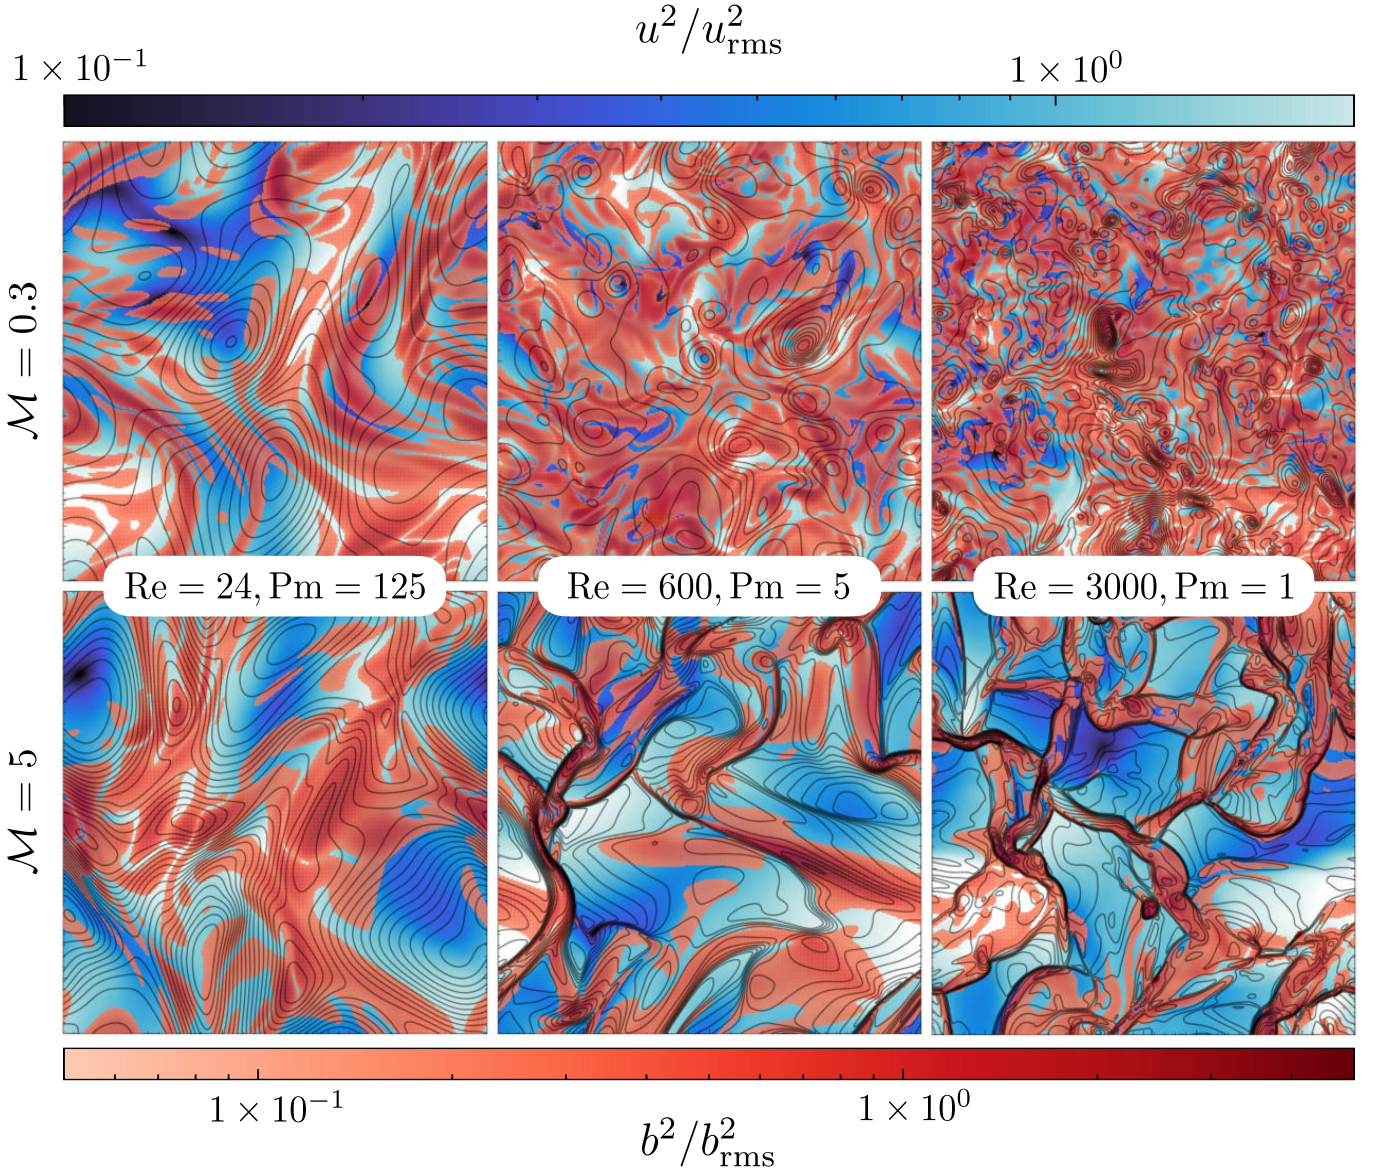 u²/u²rms
1 × 10⁻¹ 1 × 10⁰
ℳ = 0.3
Re = 24, Pm = 125 Re = 600, Pm = 5 Re = 3000, Pm = 1
ℳ = 5
1 × 10⁻¹ 1 × 10⁰
b²/b²rms